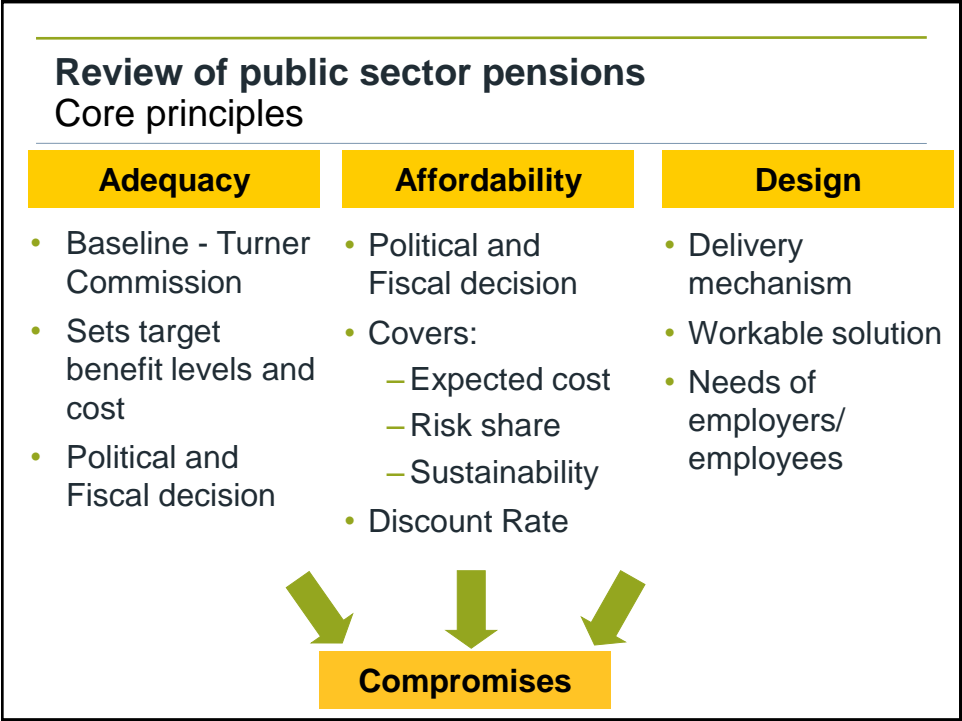 Review of public sector pensions
Core principles
Adequacy
• Baseline - Turner
Commission
• Sets target
benefit levels and
cost
• Political and
Fiscal decision
Affordability
• Political and
Fiscal decision
• Covers:
– Expected cost
– Risk share
– Sustainability
• Discount Rate
Design
• Delivery
mechanism
• Workable solution
• Needs of
employers/
employees
Compromises